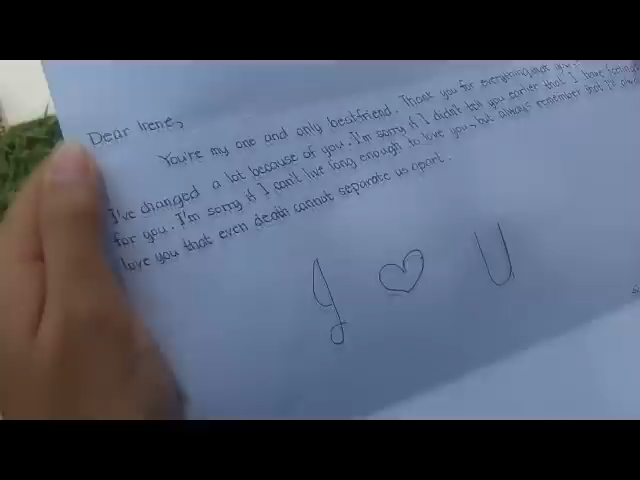 Dear Irene,
You're my one and only bestfriend. Thank you for everything
I've changed a lot because of you. I'm sorry if I didn't tell you earlier that I have feelings
for you. I'm sorry if I can't live long enough to love you, but always remember that I'll
love you that even death cannot separate us apart.
I ♡ U